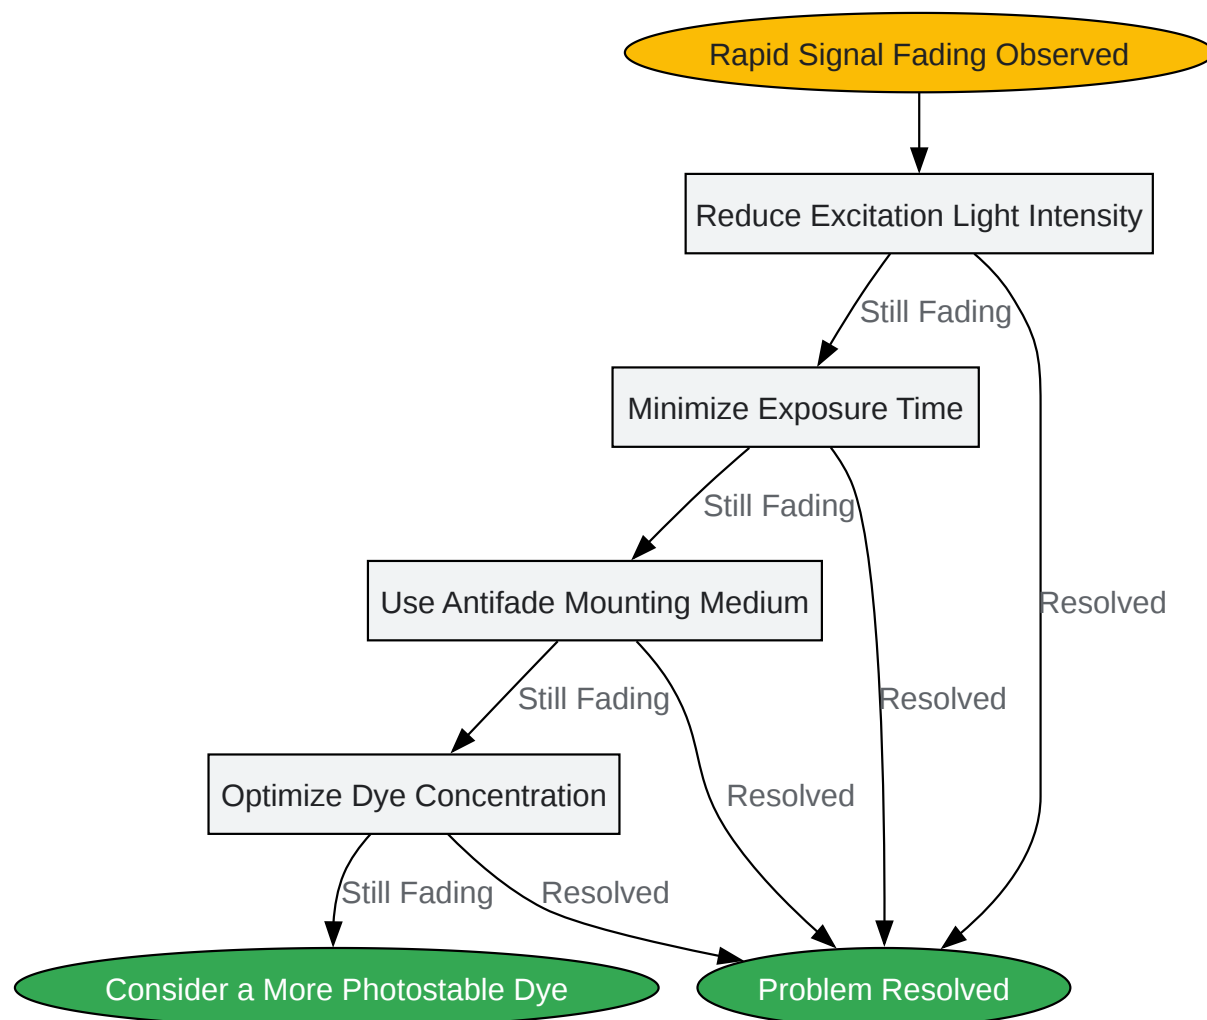 Rapid Signal Fading Observed
Reduce Excitation Light Intensity
Still Fading
Minimize Exposure Time
Still Fading
Use Antifade Mounting Medium
Resolved
Still Fading
Resolved
Optimize Dye Concentration
Resolved
Still Fading
Resolved
Consider a More Photostable Dye
Problem Resolved